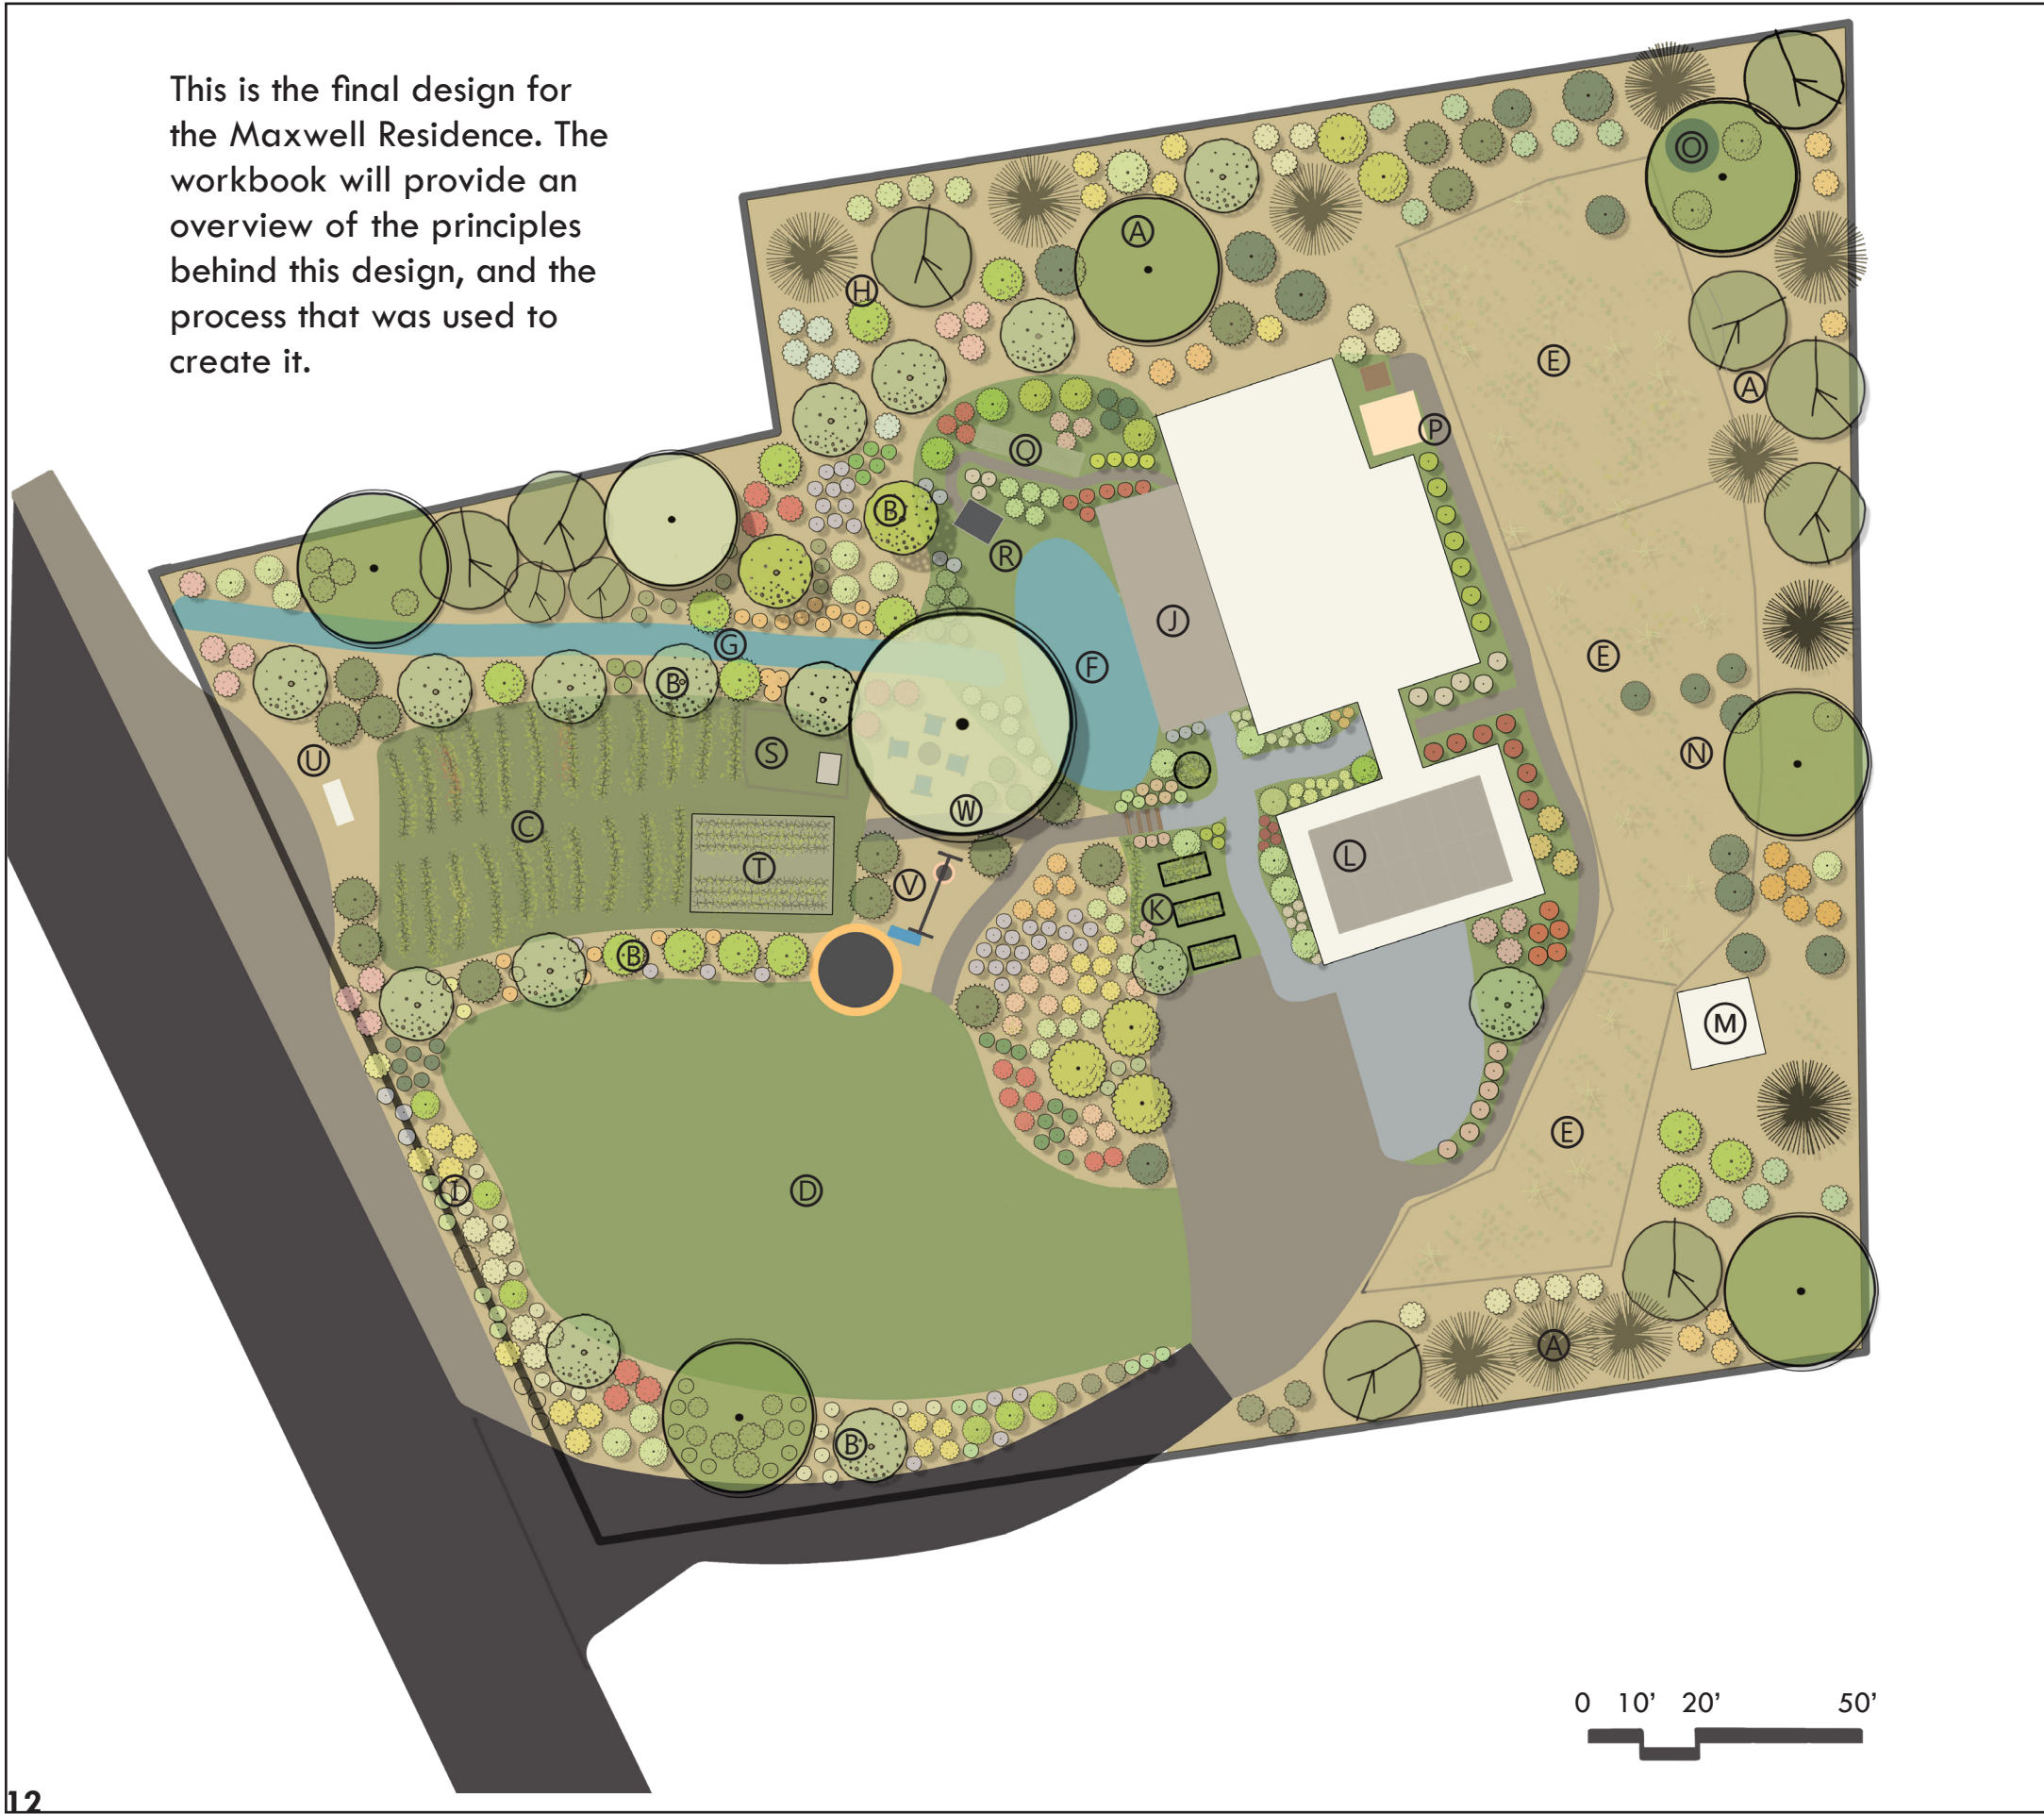 This is the final design for
the Maxwell Residence. The
workbook will provide an
overview of the principles
behind this design, and the
process that was used to
create it.
O
A
H
E
A
P
Q
B
R
J
G
F
E
B
N
S
U
W
C
L
T
V
K
B
M
E
D
I
A
B
0 10’ 20’ 50’
12